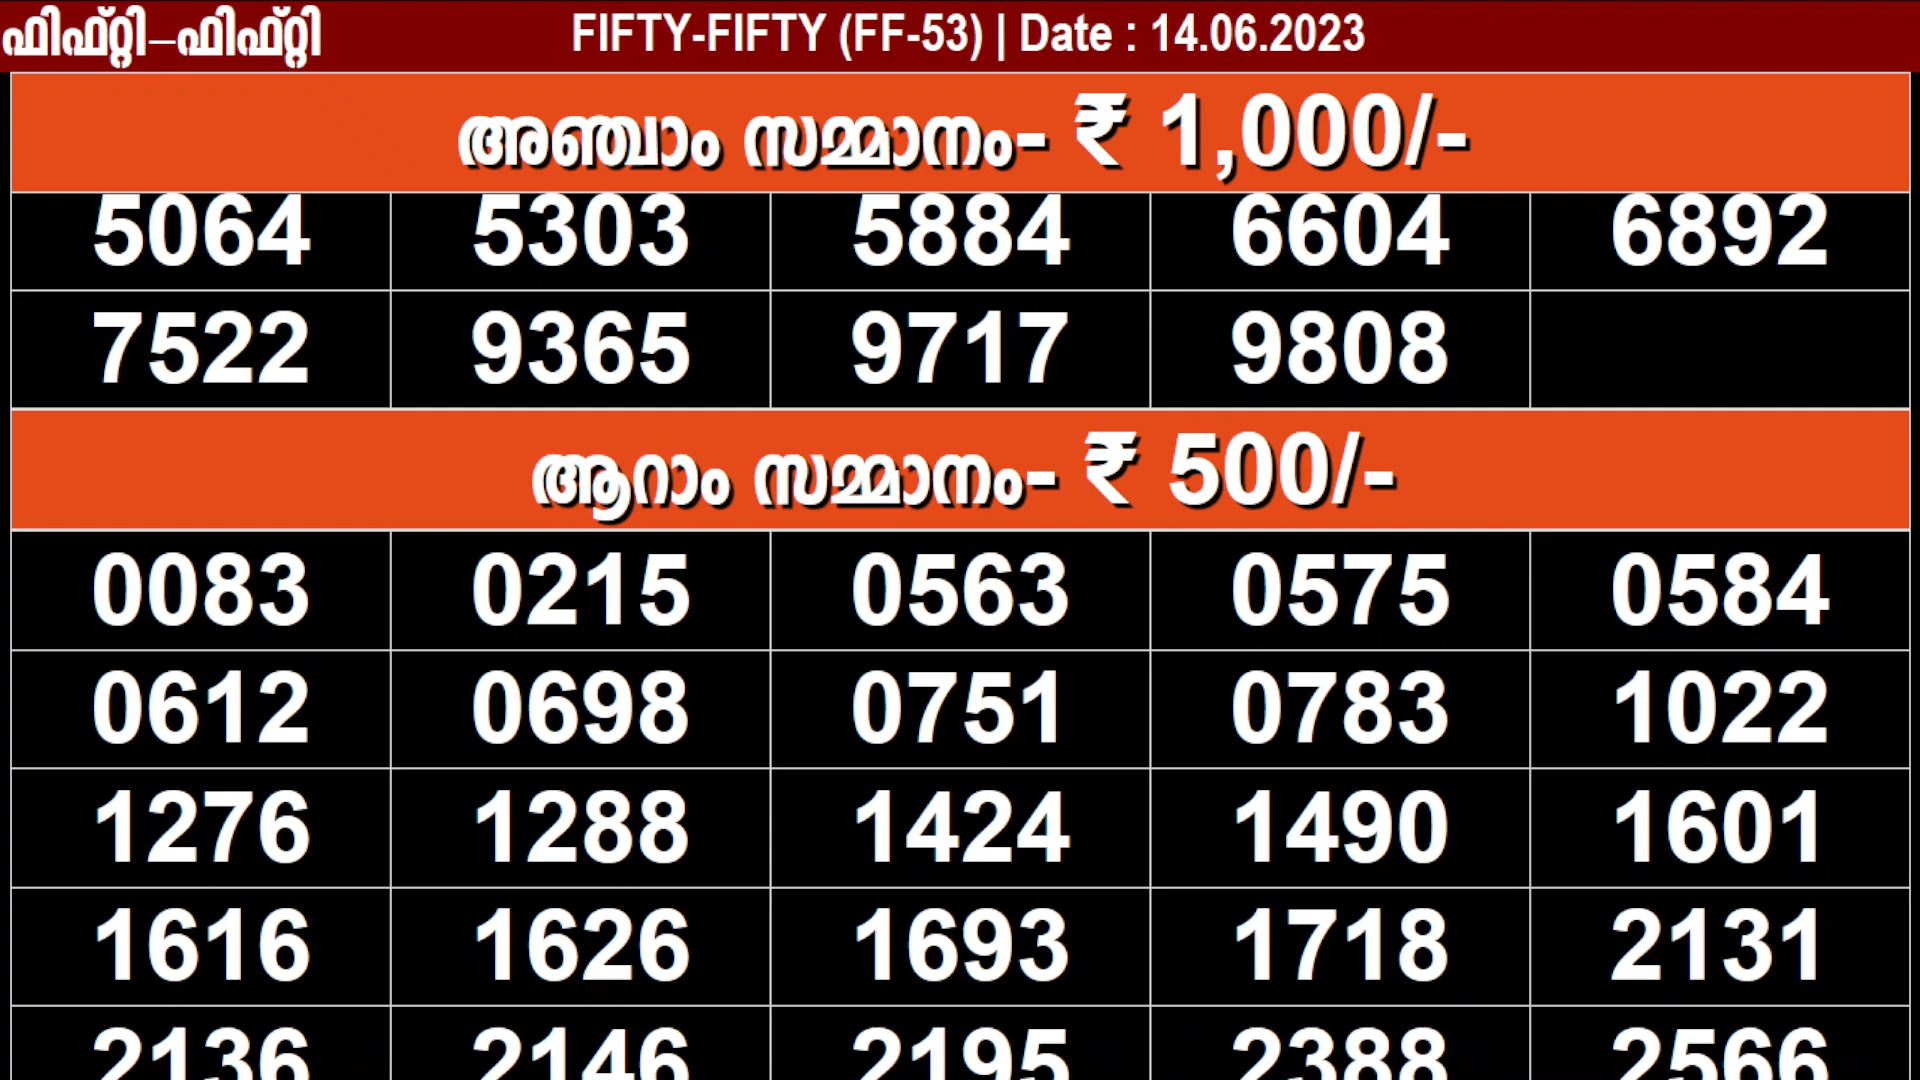 ഫിഫ്റ്റി–ഫിഫ്റ്റി FIFTY-FIFTY (FF-53) | Date : 14.06.2023
അഞ്ചാം സമ്മാനം- ₹ 1,000/-
5064 5303 5884 6604 6892
7522 9365 9717 9808
ആറാം സമ്മാനം- ₹ 500/-
0083 0215 0563 0575 0584
0612 0698 0751 0783 1022
1276 1288 1424 1490 1601
1616 1626 1693 1718 2131
2136 2146 2195 2388 2566